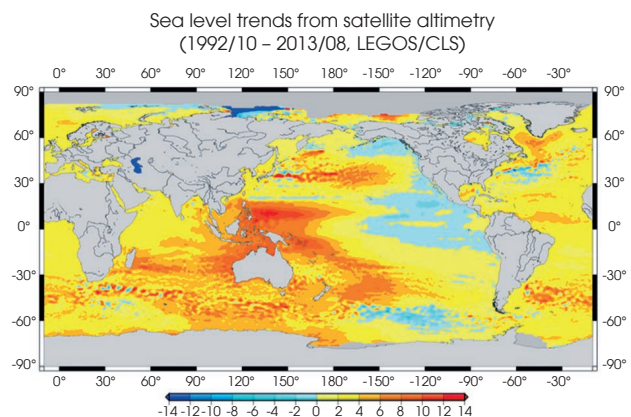 Sea level trends from satellite altimetry
(1992/10 – 2013/08, LEGOS/CLS)
0° 30° 60° 90° 120° 150° 180° -150° -120° -90° -60° -30°
90° 90°
60° 60°
30° 30°
0° 0°
-30° -30°
-60° -60°
-90° -90°
0° 30° 60° 90° 120° 150° 180° -150° -120° -90° -60° -30°
-14 -12 -10 -8 -6 -4 -2 0 2 4 6 8 10 12 14